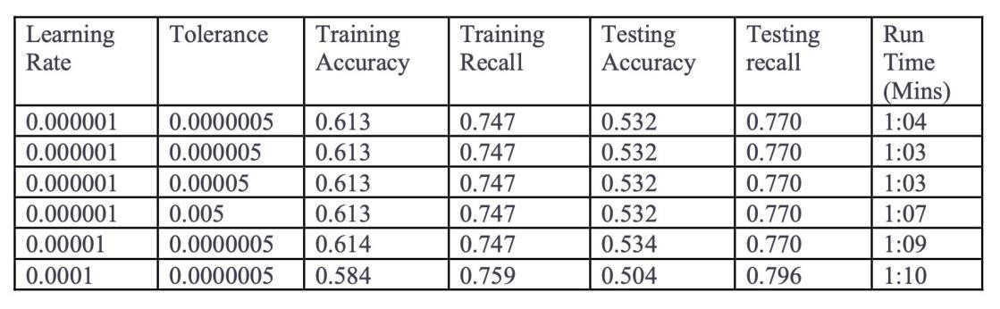 Learning Rate Tolerance Training Accuracy Training Recall Testing Accuracy Testing recall Run Time (Mins)
0.000001 0.0000005 0.613 0.747 0.532 0.770 1:04
0.000001 0.000005 0.613 0.747 0.532 0.770 1:03
0.000001 0.00005 0.613 0.747 0.532 0.770 1:03
0.000001 0.005 0.613 0.747 0.532 0.770 1:07
0.00001 0.0000005 0.614 0.747 0.534 0.770 1:09
0.0001 0.0000005 0.584 0.759 0.504 0.796 1:10